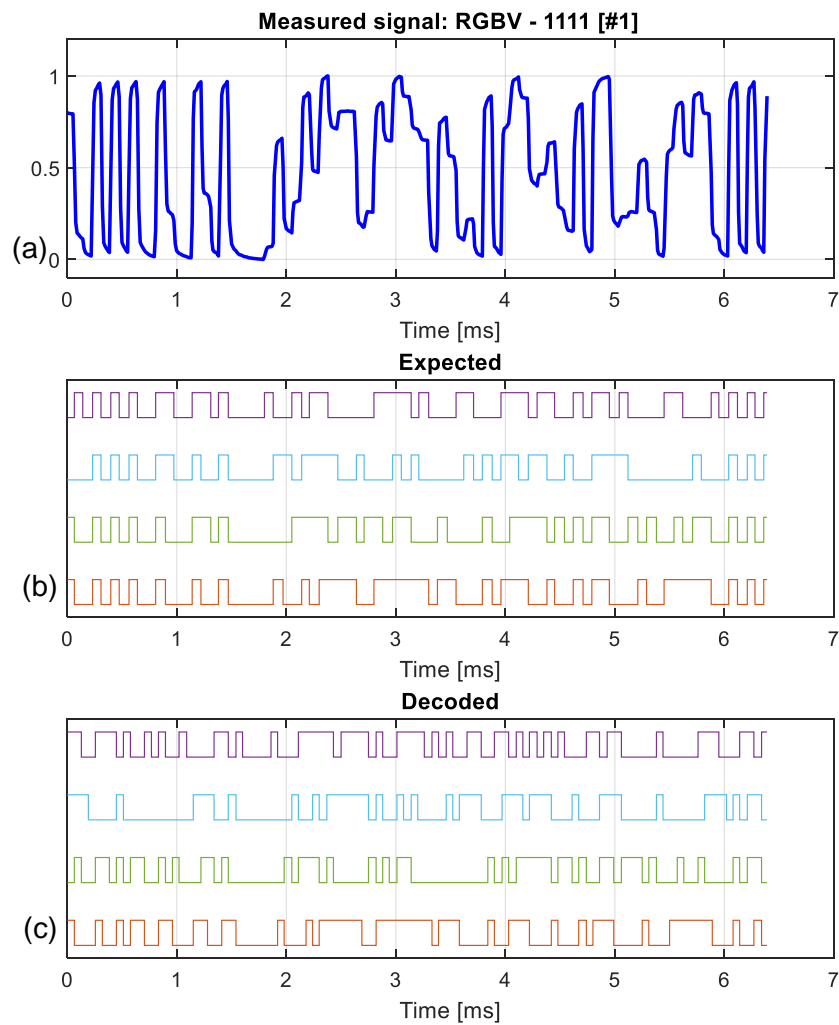 Measured signal: RGBV - 1111 [#1]
1
0.5
0
(a)
0 1 2 3 4 5 6 7
Time [ms]
Expected
(b)
0 1 2 3 4 5 6 7
Time [ms]
Decoded
(c)
0 1 2 3 4 5 6 7
Time [ms]